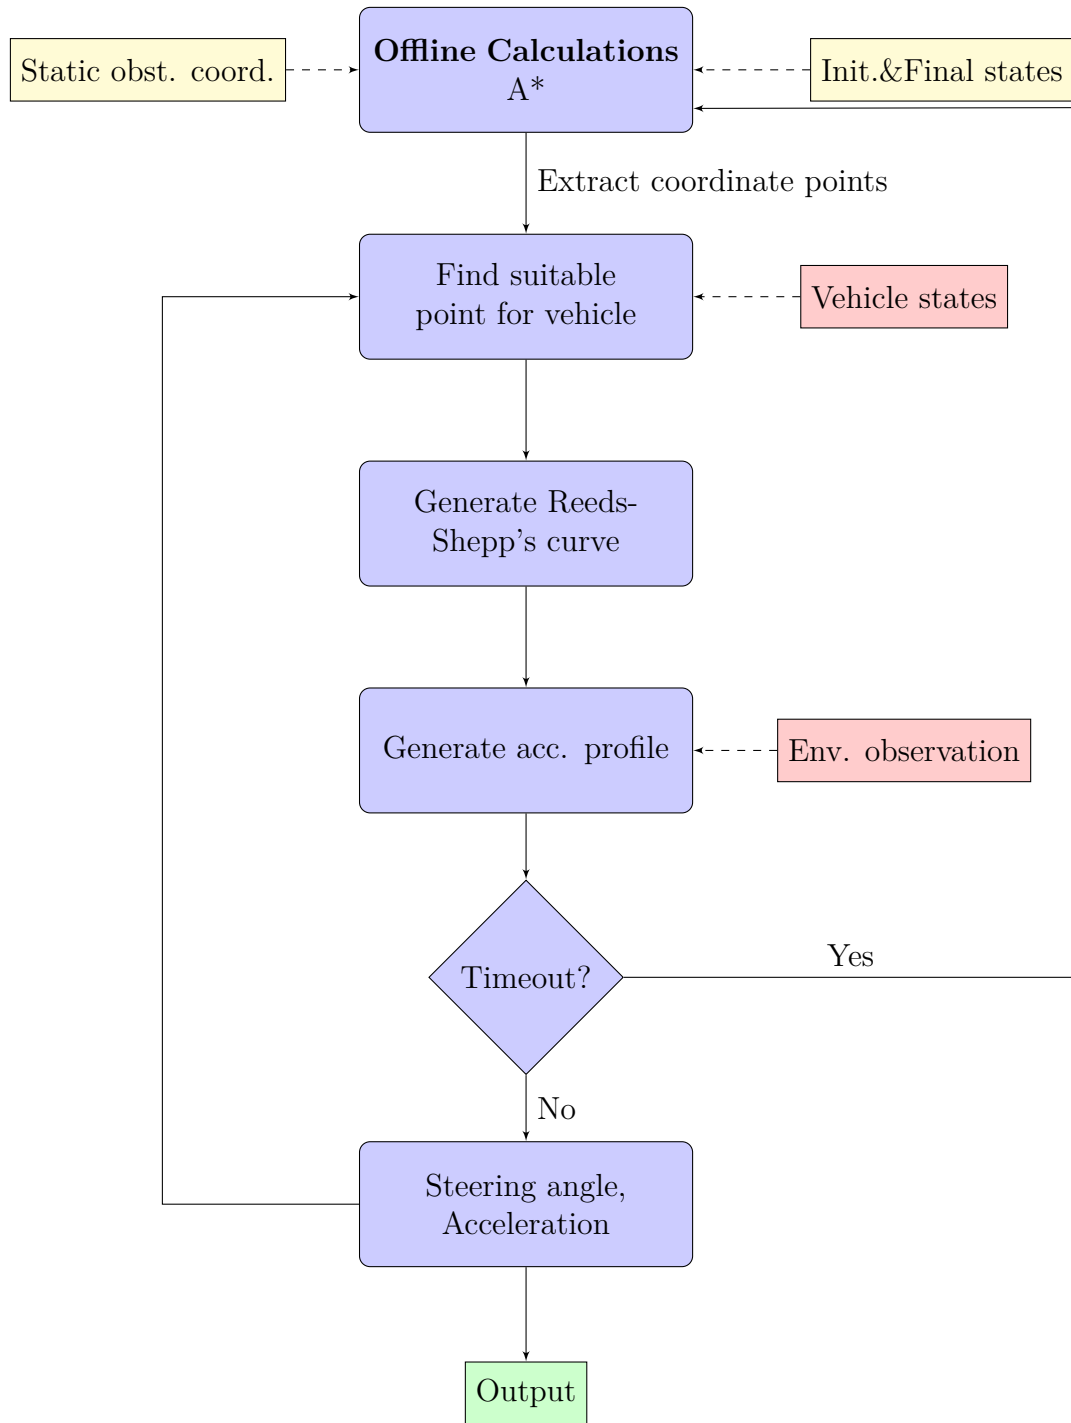 Offline Calculations
A*
Static obst. coord.
Init.&Final states
Extract coordinate points
Find suitable
point for vehicle
Vehicle states
Generate Reeds-
Shepp's curve
Generate acc. profile
Env. observation
Timeout?
Yes
No
Steering angle,
Acceleration
Output